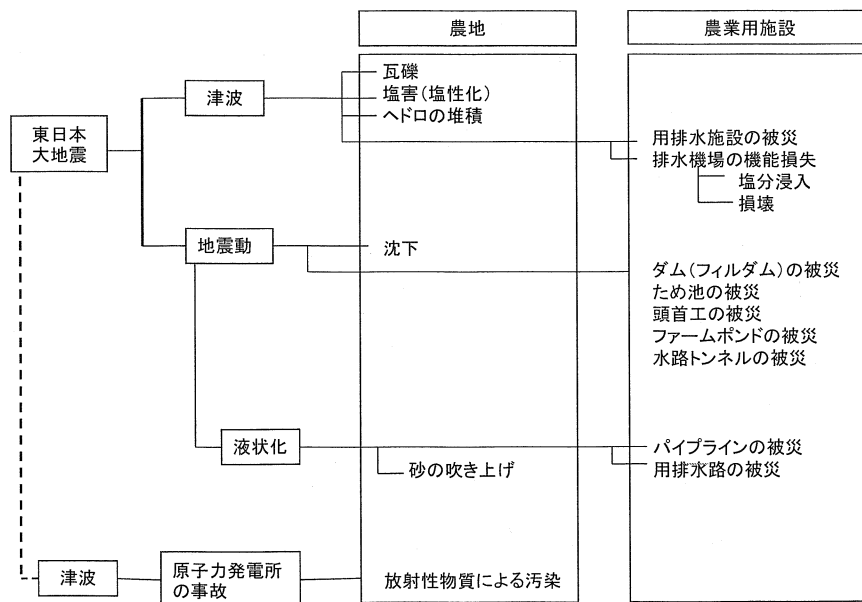 農地
農業用施設
東日本
大地震
津波
瓦礫
塩害(塩性化)
ヘドロの堆積
用排水施設の被災
排水機場の機能損失
塩分浸入
損壊
地震動
沈下
ダム(フィルダム)の被災
ため池の被災
頭首工の被災
ファームポンドの被災
水路トンネルの被災
液状化
砂の吹き上げ
パイプラインの被災
用排水路の被災
津波
原子力発電所
の事故
放射性物質による汚染